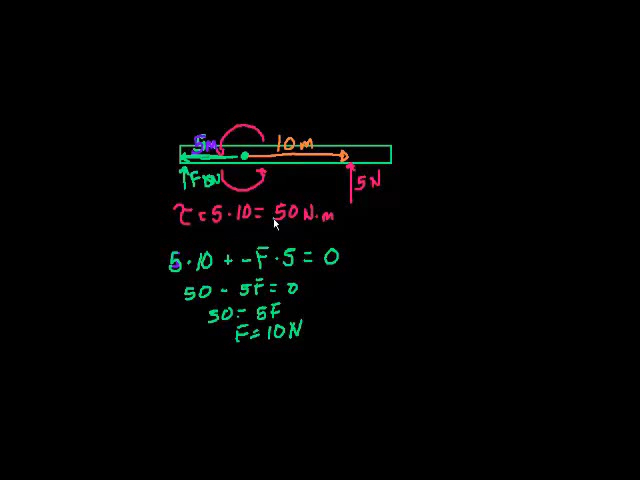 5m 10m
F 5N
τ = 5 · 10 = 50 N·m
5 · 10 + -F · 5 = 0
50 - 5F = 0
50 = 5F
F = 10N